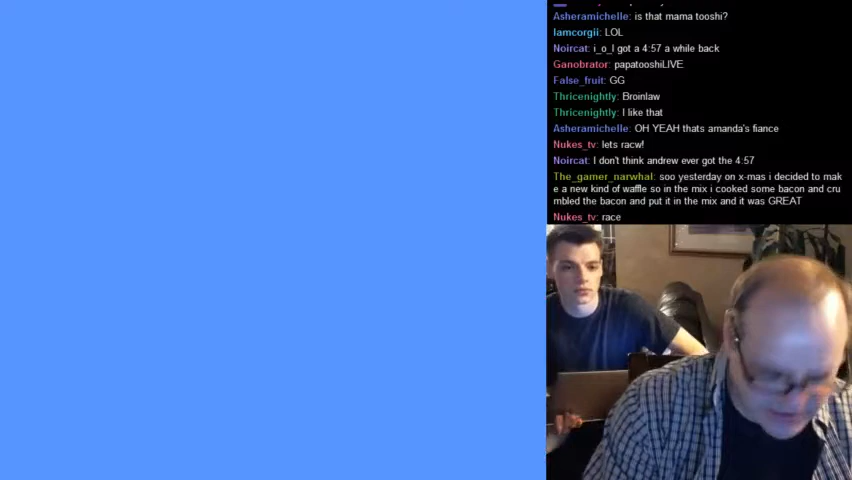 Asheramichelle: is that mama tooshi?
Iamcorgii: LOL
Noircat: i_o_l got a 4:57 a while back
Ganobrator: papatooshiLIVE
False_fruit: GG
Thricenightly: Broinlaw
Thricenightly: I like that
Asheramichelle: OH YEAH thats amanda's fiance
Nukes_tv: lets racw!
Noircat: I don't think andrew ever got the 4:57
The_gamer_narwhal: soo yesterday on x-mas i decided to mak
e a new kind of waffle so in the mix i cooked some bacon and cru
mbled the bacon and put it in the mix and it was GREAT
Nukes_tv: race